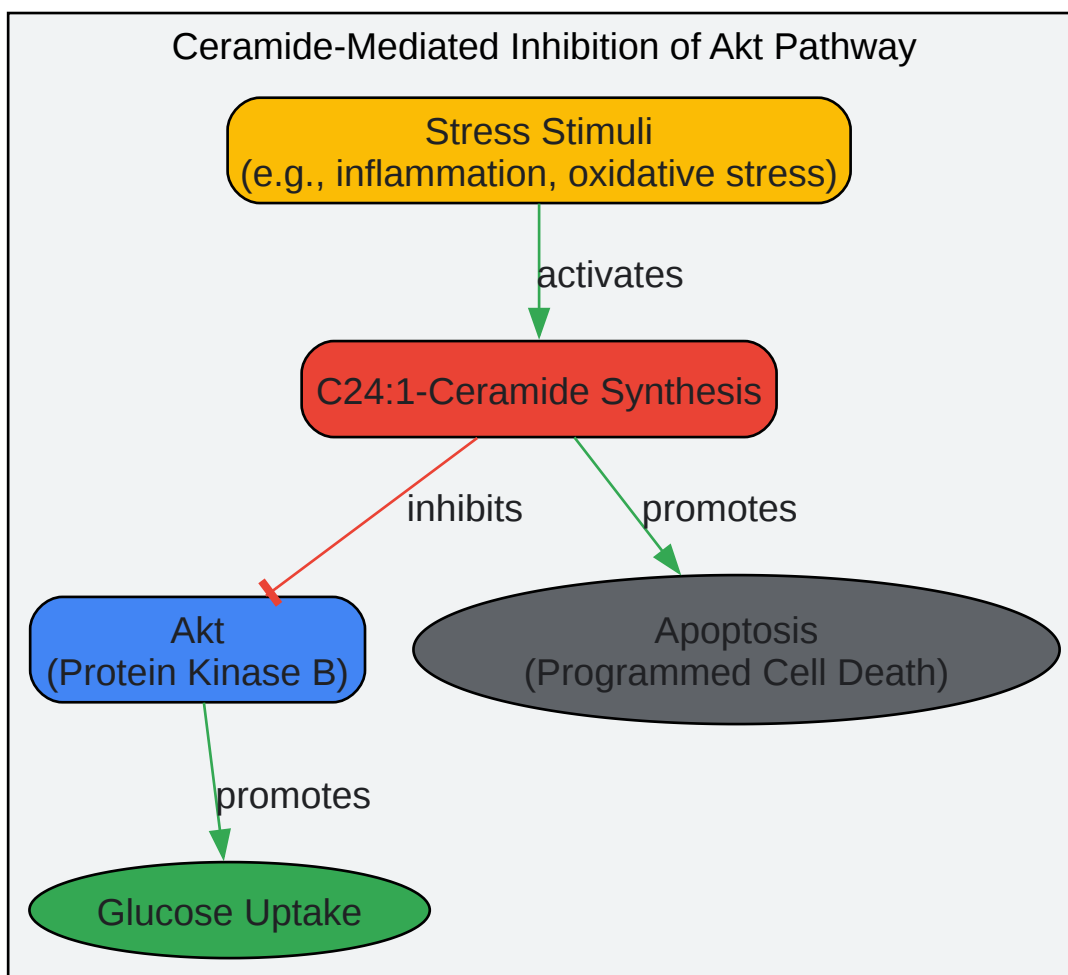 Ceramide-Mediated Inhibition of Akt Pathway
Stress Stimuli
(e.g., inflammation, oxidative stress)
activates
C24:1-Ceramide Synthesis
inhibits
promotes
Akt
(Protein Kinase B)
Apoptosis
(Programmed Cell Death)
promotes
Glucose Uptake